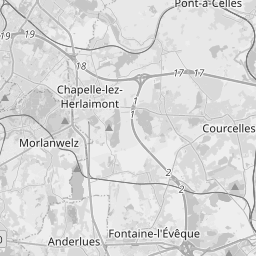 Pont-à-Celles
19
19
18
17 17
Chapelle-lez-
Herlaimont
1
1
Courcelles
Morlanwelz
2
2
Fontaine-l'Évêque
Anderlues